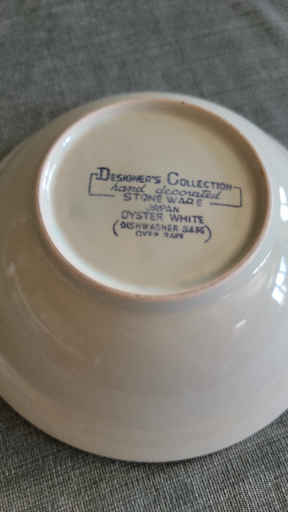 DESIGNER'S COLLECTION
hand decorated
STONEWARE
JAPAN
OYSTER WHITE
(DISHWASHER SAFE
OVEN SAFE)